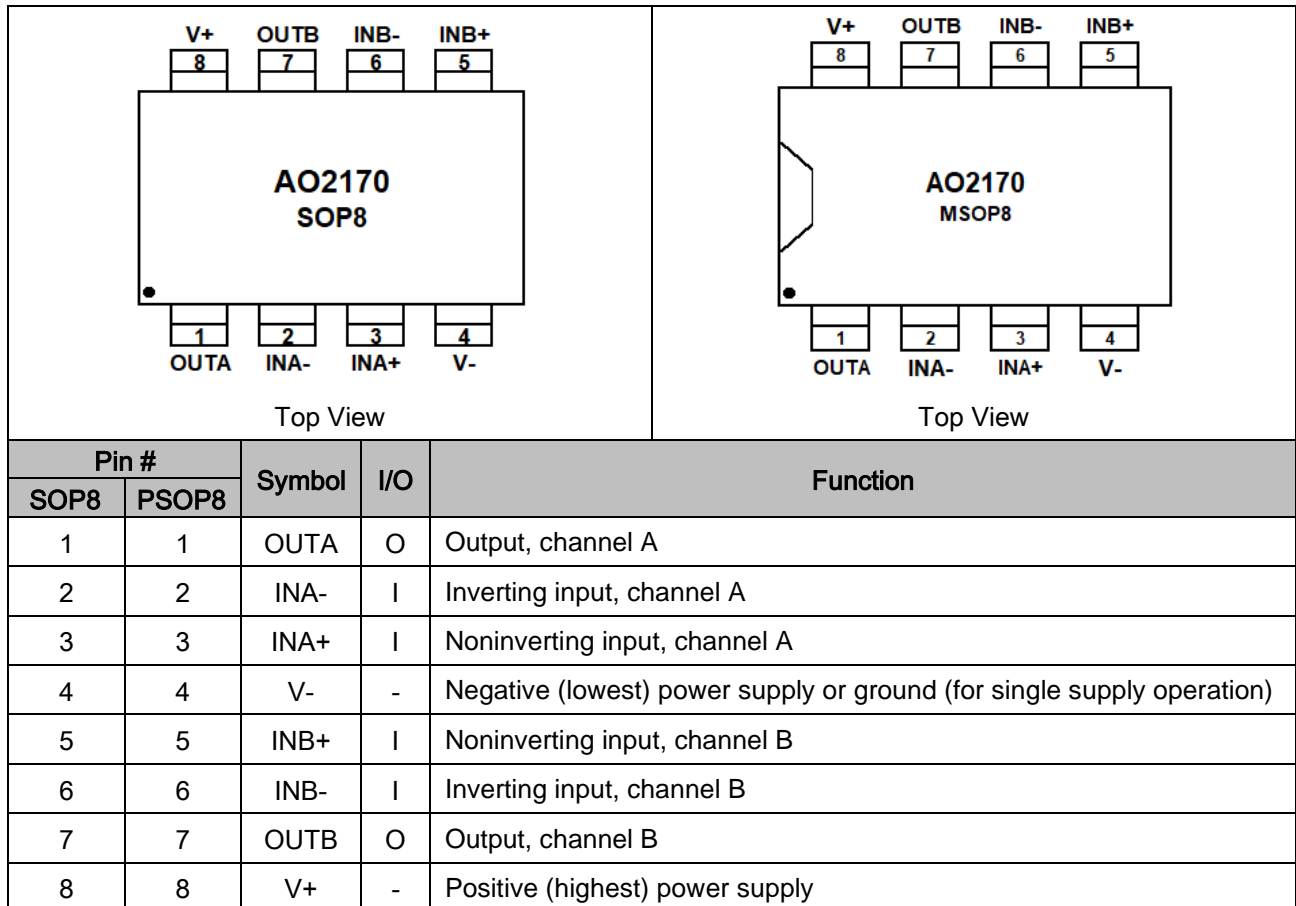 V+ OUTB INB- INB+
8 7 6 5
AO2170
SOP8
1 2 3 4
OUTA INA- INA+ V-
Top View
V+ OUTB INB- INB+
8 7 6 5
AO2170
MSOP8
1 2 3 4
OUTA INA- INA+ V-
Top View
Pin # Symbol I/O Function
SOP8 PSOP8
1 1 OUTA O Output, channel A
2 2 INA- I Inverting input, channel A
3 3 INA+ I Noninverting input, channel A
4 4 V- - Negative (lowest) power supply or ground (for single supply operation)
5 5 INB+ I Noninverting input, channel B
6 6 INB- I Inverting input, channel B
7 7 OUTB O Output, channel B
8 8 V+ - Positive (highest) power supply